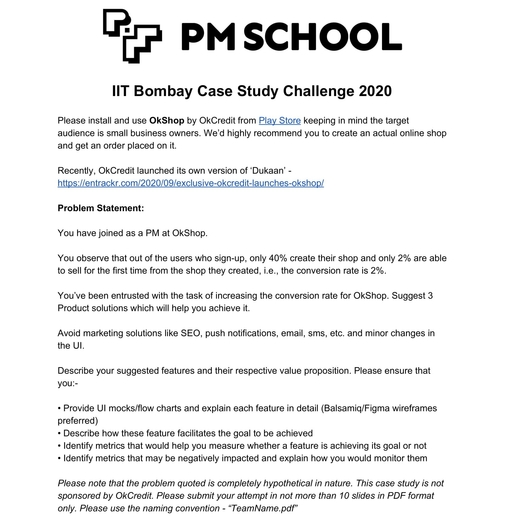 PM SCHOOL
IIT Bombay Case Study Challenge 2020
Please install and use OkShop by OkCredit from Play Store keeping in mind the target
audience is small business owners. We'd highly recommend you to create an actual online shop
and get an order placed on it.
Recently, OkCredit launched its own version of 'Dukaan' -
https://entrackr.com/2020/09/exclusive-okcredit-launches-okshop/
Problem Statement:
You have joined as a PM at OkShop.
You observe that out of the users who sign-up, only 40% create their shop and only 2% are able
to sell for the first time from the shop they created, i.e., the conversion rate is 2%.
You've been entrusted with the task of increasing the conversion rate for OkShop. Suggest 3
Product solutions which will help you achieve it.
Avoid marketing solutions like SEO, push notifications, email, sms, etc. and minor changes in
the UI.
Describe your suggested features and their respective value proposition. Please ensure that
you:-
• Provide UI mocks/flow charts and explain each feature in detail (Balsamiq/Figma wireframes
preferred)
• Describe how these feature facilitates the goal to be achieved
• Identify metrics that would help you measure whether a feature is achieving its goal or not
• Identify metrics that may be negatively impacted and explain how you would monitor them
Please note that the problem quoted is completely hypothetical in nature. This case study is not
sponsored by OkCredit. Please submit your attempt in not more than 10 slides in PDF format
only. Please use the naming convention - "TeamName.pdf"